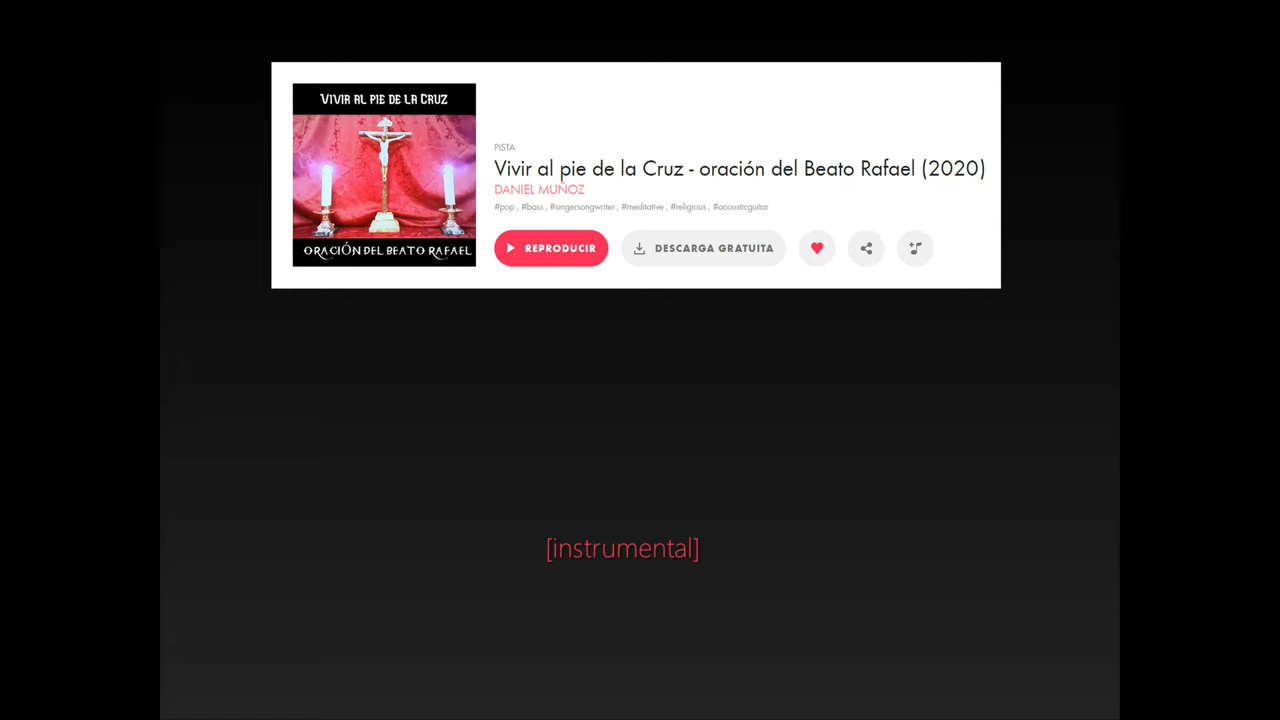 VIVIR AL PIE DE LA CRUZ
ORACIÓN DEL BEATO RAFAEL
PISTA
Vivir al pie de la Cruz - oración del Beato Rafael (2020)
DANIEL MUÑOZ
#pop , #bass , #singersongwriter , #meditative , #religious , #acousticguitar
REPRODUCIR
DESCARGA GRATUITA
[instrumental]